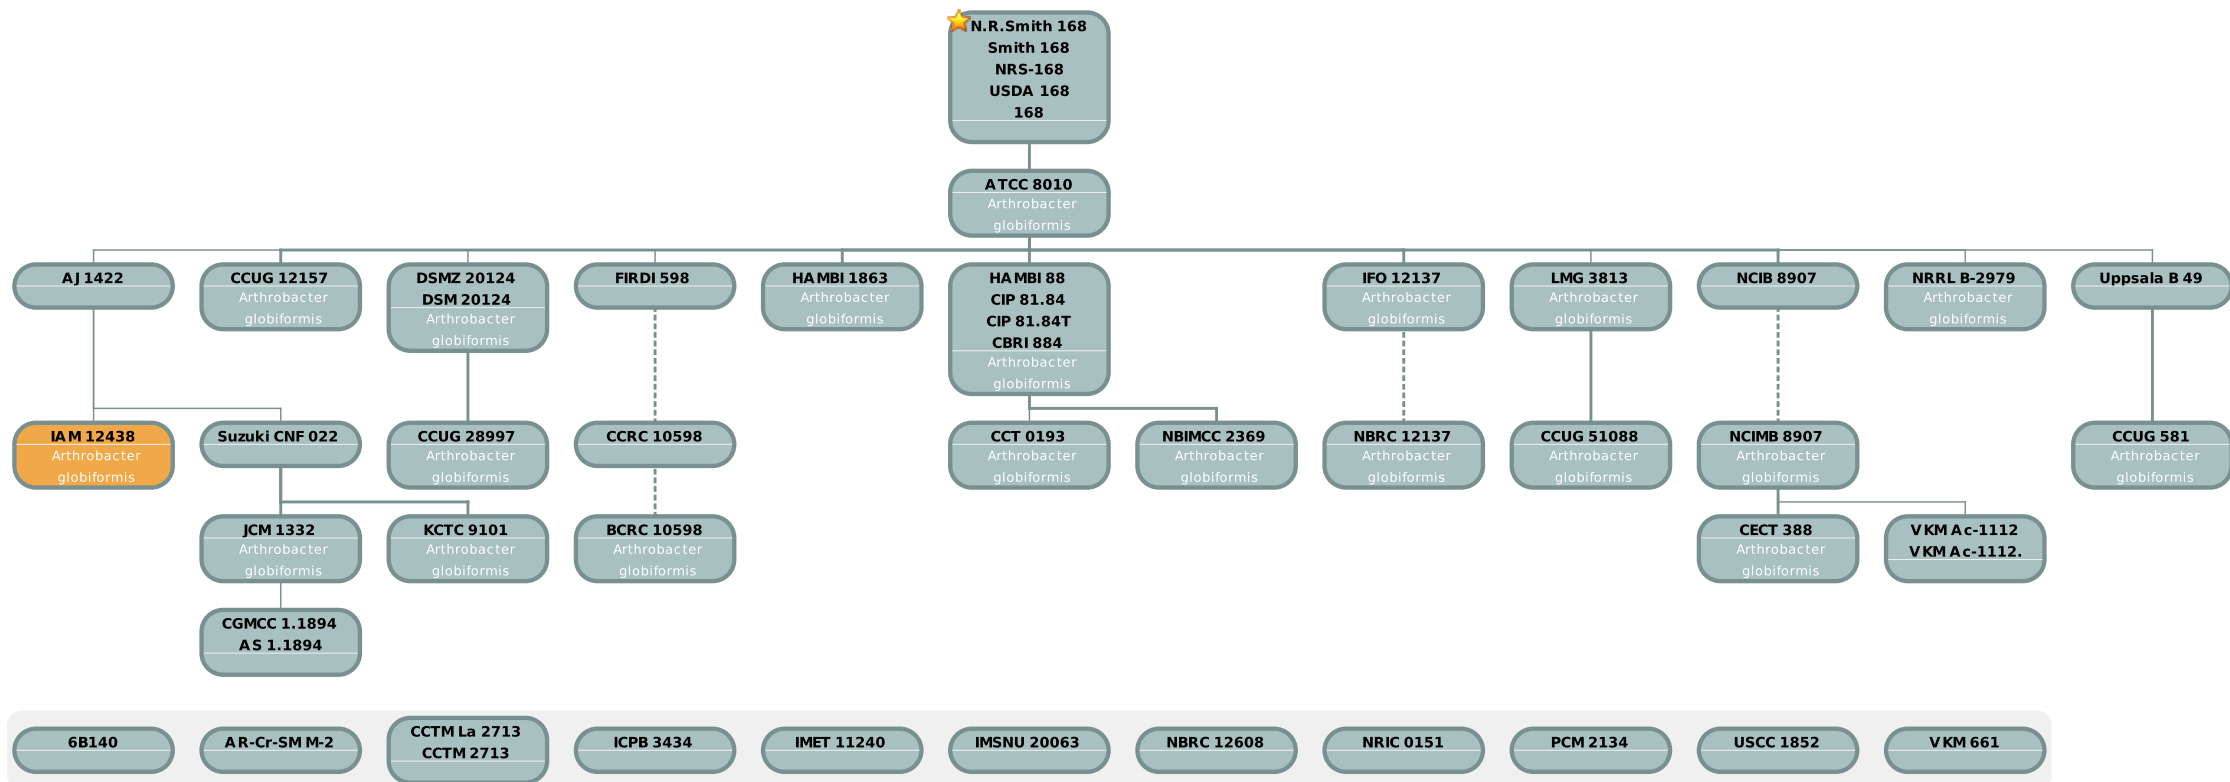 N.R.Smith 168
Smith 168
NRS-168
USDA 168
168
ATCC 8010
Arthrobacter
globiformis
AJ 1422
CCUG 12157
Arthrobacter
globiformis
DSMZ 20124
DSM 20124
Arthrobacter
globiformis
FIRDI 598
HAMBI 1863
Arthrobacter
globiformis
HAMBI 88
CIP 81.84
CIP 81.84T
CBRI 884
Arthrobacter
globiformis
IFO 12137
Arthrobacter
globiformis
LMG 3813
Arthrobacter
globiformis
NCIB 8907
NRRL B-2979
Arthrobacter
globiformis
Uppsala B 49
IAM 12438
Arthrobacter
globiformis
Suzuki CNF 022
CCUG 28997
Arthrobacter
globiformis
CCRC 10598
CCT 0193
Arthrobacter
globiformis
NBIMCC 2369
Arthrobacter
globiformis
NBRC 12137
Arthrobacter
globiformis
CCUG 51088
Arthrobacter
globiformis
NCIMB 8907
Arthrobacter
globiformis
CCUG 581
Arthrobacter
globiformis
JCM 1332
Arthrobacter
globiformis
KCTC 9101
Arthrobacter
globiformis
BCRC 10598
Arthrobacter
globiformis
CECT 388
Arthrobacter
globiformis
VKM Ac-1112
VKM Ac-1112.
CGMCC 1.1894
AS 1.1894
6B140
AR-Cr-SMM-2
CCTM La 2713
CCTM 2713
ICPB 3434
IMET 11240
IMSNU 20063
NBRC 12608
NRIC 0151
PCM 2134
USCC 1852
VKM 661